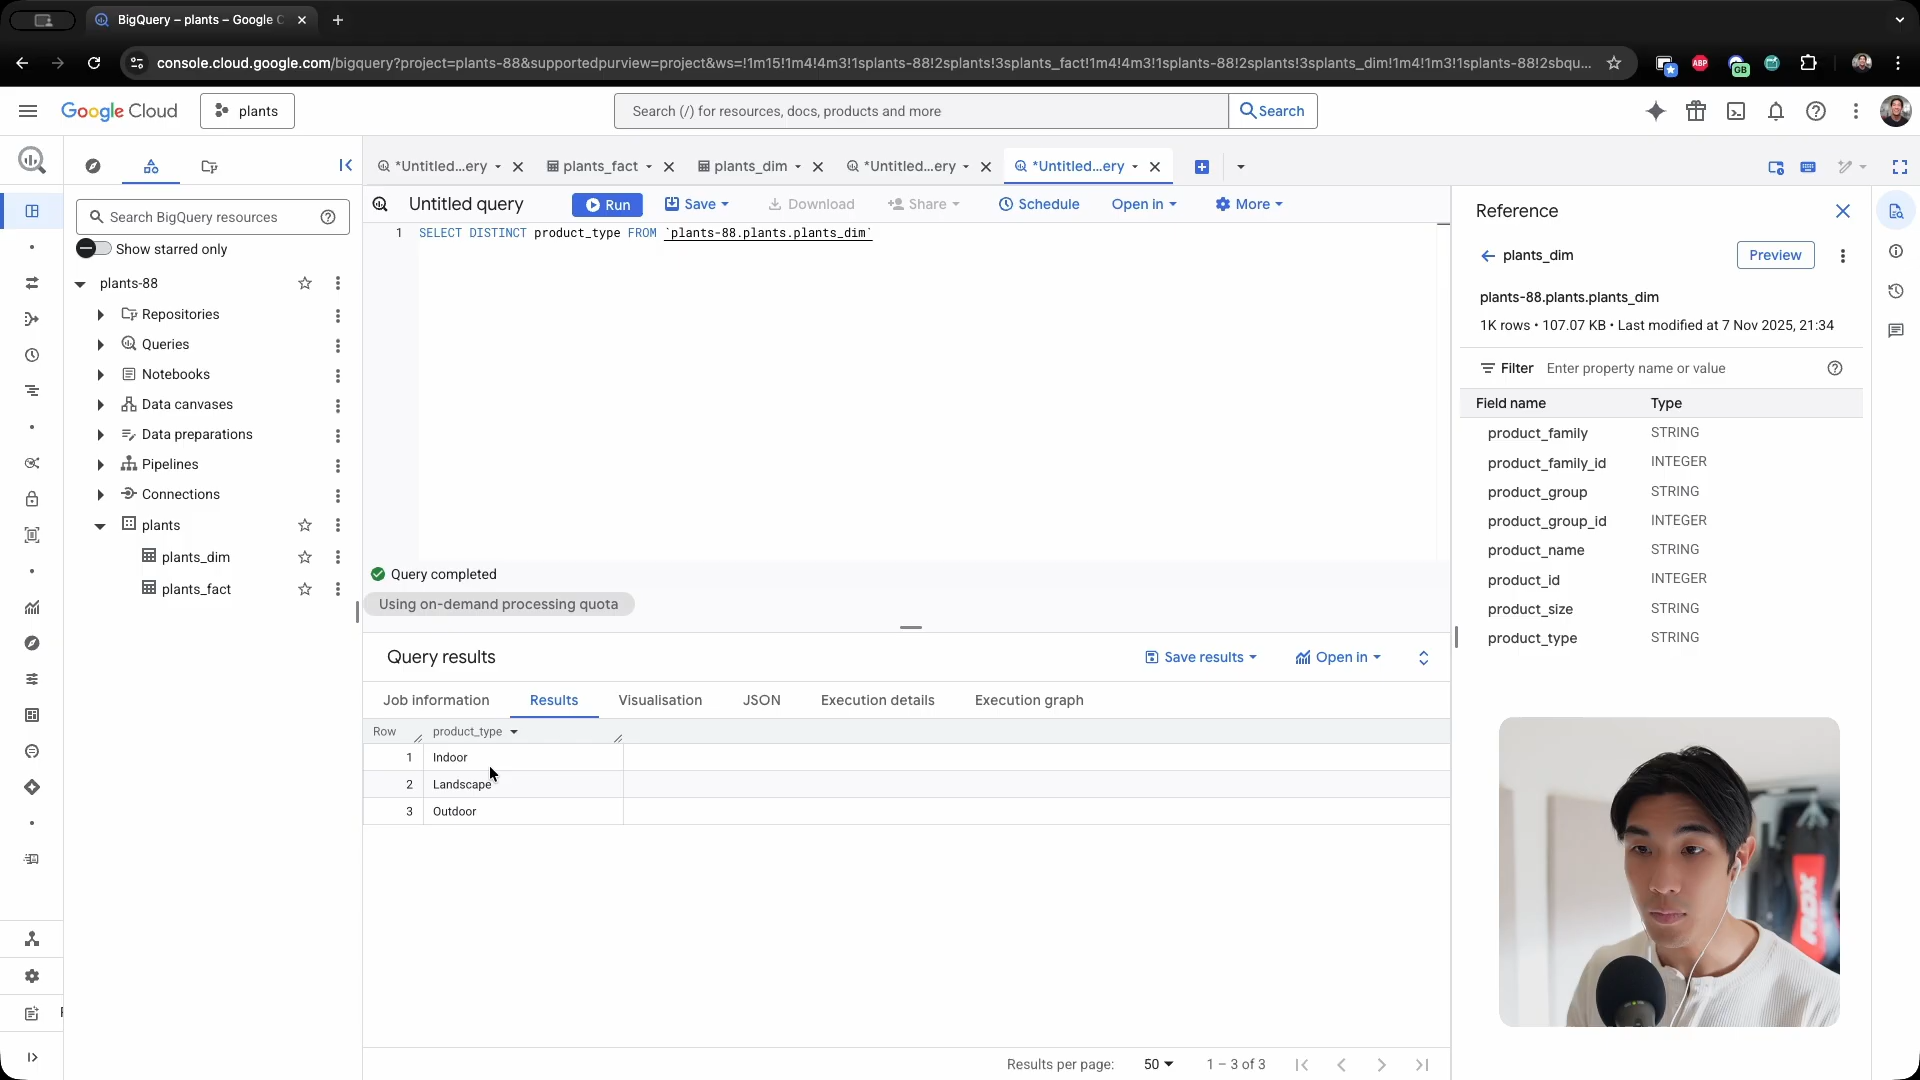 BigQuery – plants – Google C
console.cloud.google.com/bigquery?project=plants-88&supportedpurview=project&ws=!1m15!1m4!4m3!1splants-88!2splants!3splants_fact!1m4!4m3!1splants-88!2splants!3splants_dim!1m4!1m3!1splants-88!2sbqu...
ABP
GB
Google Cloud
plants
Search (/) for resources, docs, products and more
Search
*Untitled...ery
plants_fact
plants_dim
*Untitled...ery
*Untitled...ery
Search BigQuery resources
Show starred only
plants-88
Repositories
Queries
Notebooks
Data canvases
Data preparations
Pipelines
Connections
plants
plants_dim
plants_fact
Untitled query
Run
Save
Download
Share
Schedule
Open in
More
1 SELECT DISTINCT product_type FROM `plants-88.plants.plants_dim`
Query completed
Using on-demand processing quota
Query results
Save results
Open in
Job information
Results
Visualisation
JSON
Execution details
Execution graph
Row product_type
1 Indoor
2 Landscape
3 Outdoor
Results per page: 50 1 – 3 of 3
Reference
plants_dim
Preview
plants-88.plants.plants_dim
1K rows • 107.07 KB • Last modified at 7 Nov 2025, 21:34
Filter Enter property name or value
Field name Type
product_family STRING
product_family_id INTEGER
product_group STRING
product_group_id INTEGER
product_name STRING
product_id INTEGER
product_size STRING
product_type STRING
RDX